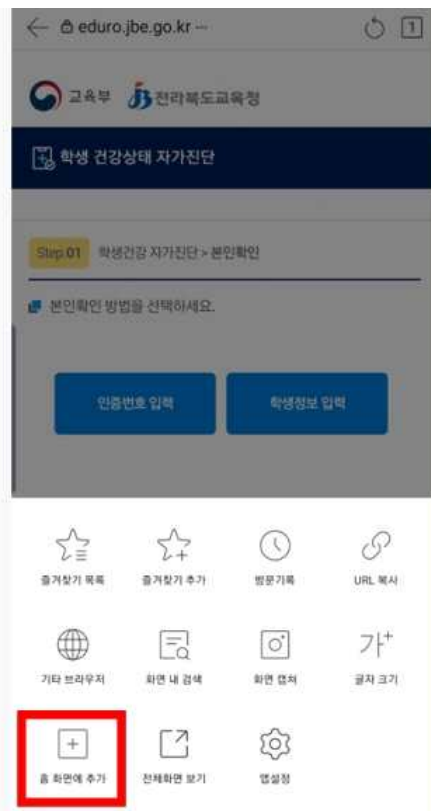 eduro.jbe.go.kr ···
1
교육부 전라북도교육청
학생 건강상태 자가진단
Step.01 학생건강 자가진단 > 본인확인
본인확인 방법을 선택하세요.
인증번호 입력 학생정보 입력
즐겨찾기 목록 즐겨찾기 추가 방문기록 URL 복사
가+
기타 브라우저 화면 내 검색 화면 캡쳐 글자 크기
홈 화면에 추가 전체화면 보기 앱설정